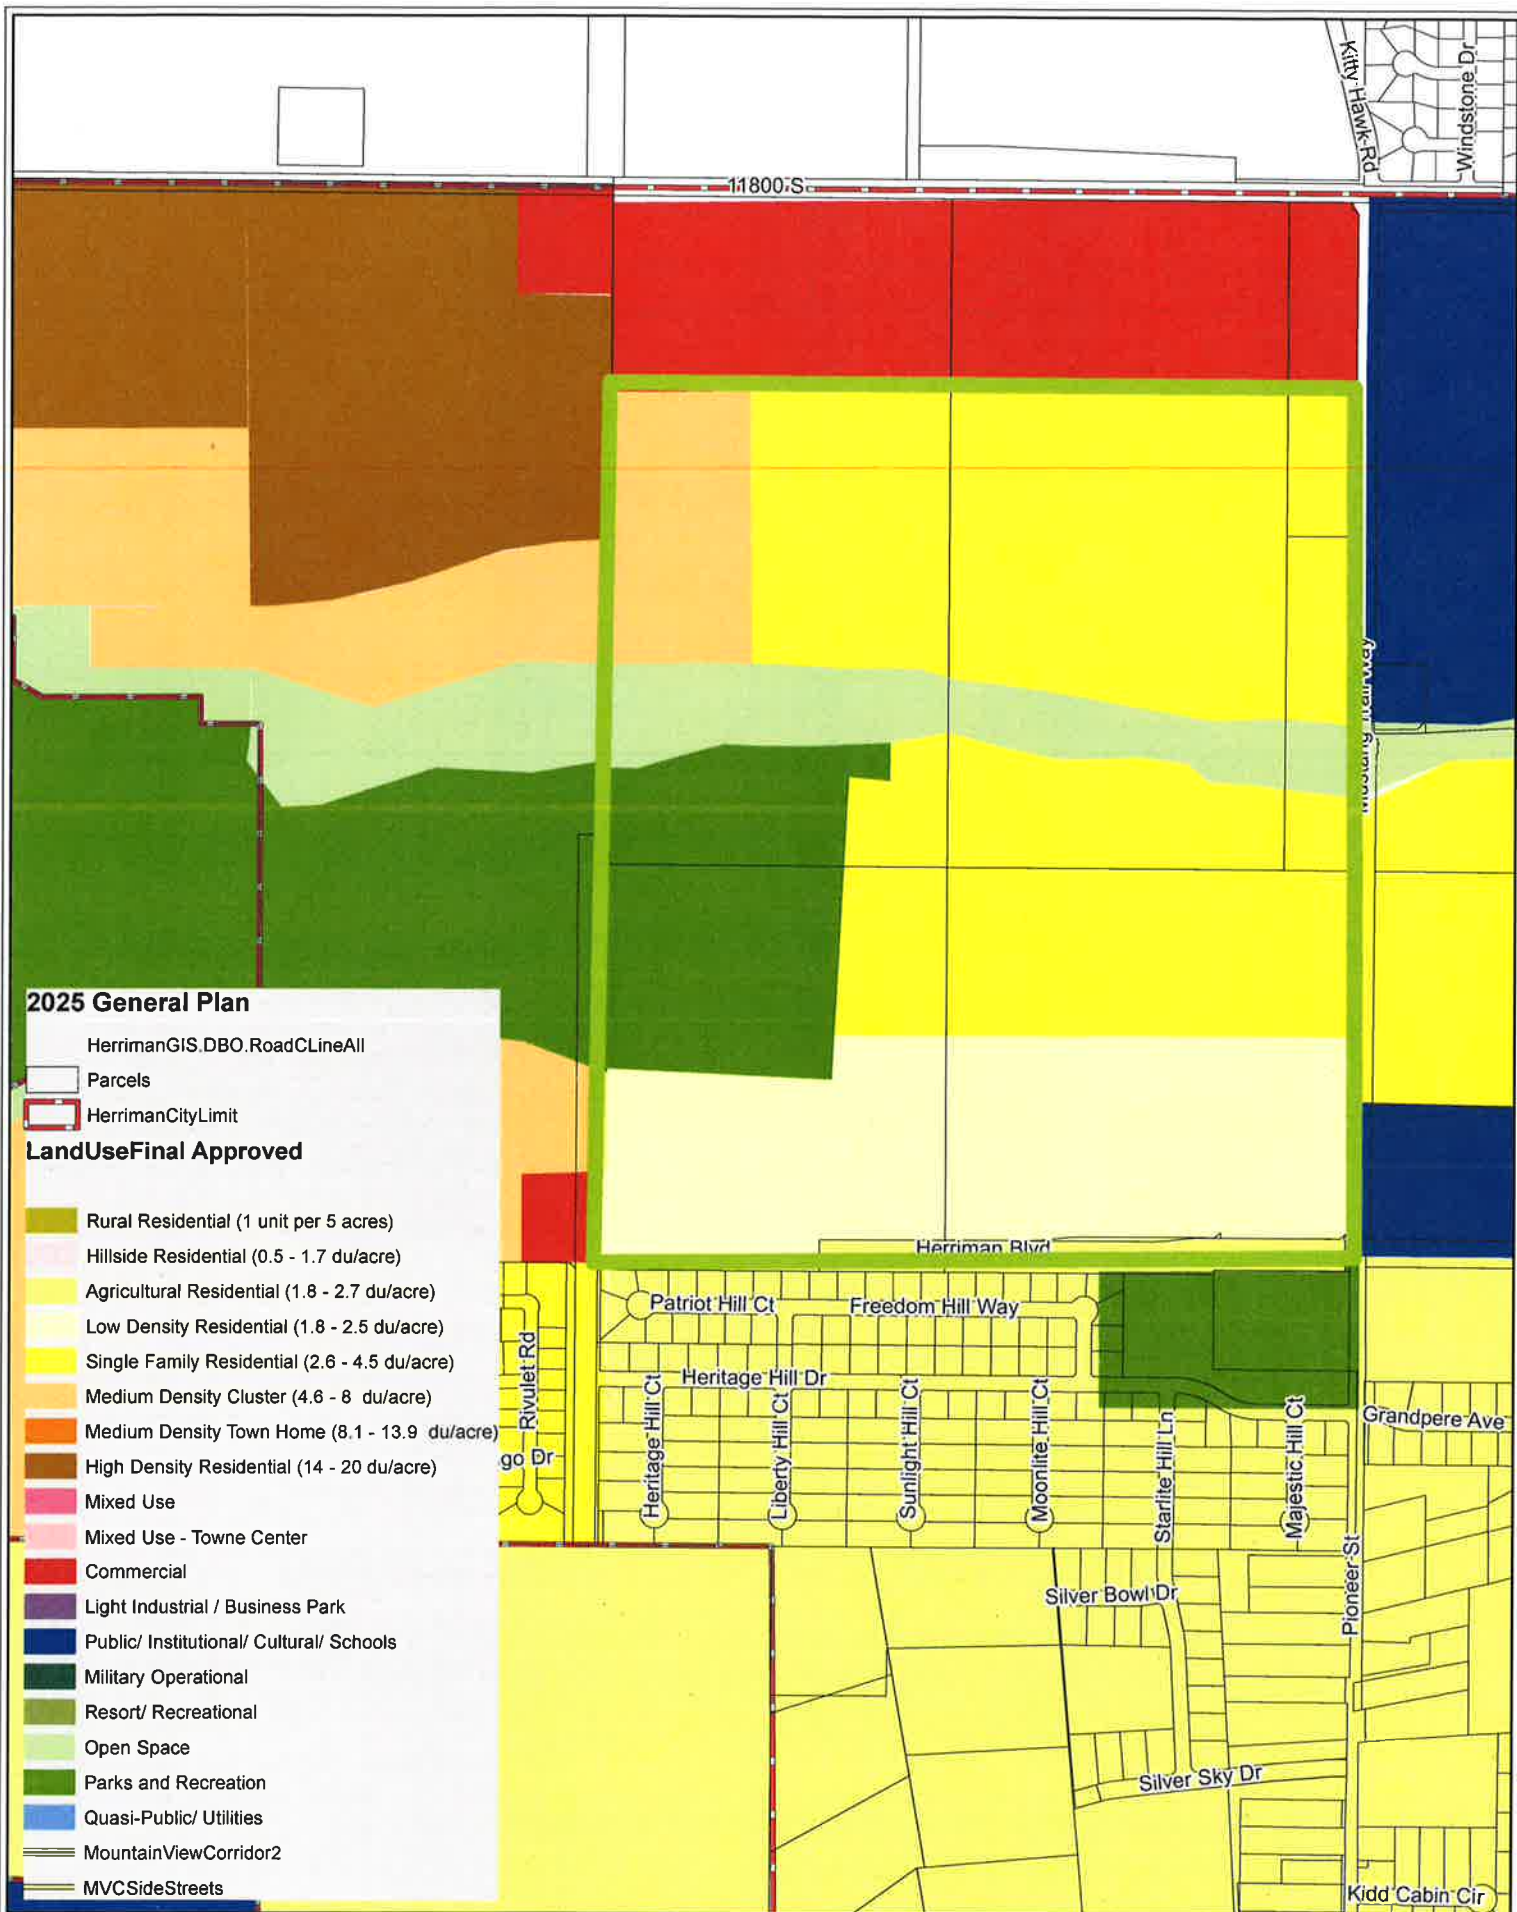 Kitty Hawk Rd
Windstone Dr
11800 S
Mustang Trail Way
2025 General Plan
HerrimanGIS.DBO.RoadCLineAll
Parcels
HerrimanCityLimit
LandUseFinal Approved
Rural Residential (1 unit per 5 acres)
Hillside Residential (0.5 - 1.7 du/acre)
Agricultural Residential (1.8 - 2.7 du/acre)
Low Density Residential (1.8 - 2.5 du/acre)
Single Family Residential (2.6 - 4.5 du/acre)
Medium Density Cluster (4.6 - 8 du/acre)
Medium Density Town Home (8.1 - 13.9 du/acre)
High Density Residential (14 - 20 du/acre)
Mixed Use
Mixed Use - Towne Center
Commercial
Light Industrial / Business Park
Public/ Institutional/ Cultural/ Schools
Military Operational
Resort/ Recreational
Open Space
Parks and Recreation
Quasi-Public/ Utilities
MountainViewCorridor2
MVCSideStreets
Herriman Blvd
Patriot Hill Ct
Freedom Hill Way
Rivulet Rd
Heritage Hill Dr
Heritage Hill Ct
Liberty Hill Ct
Sunlight Hill Ct
Moonlite Hill Ct
Starlite Hill Ln
Majestic Hill Ct
Grandpere Ave
go Dr
Pioneer St
Silver Bowl Dr
Silver Sky Dr
Kidd Cabin Cir